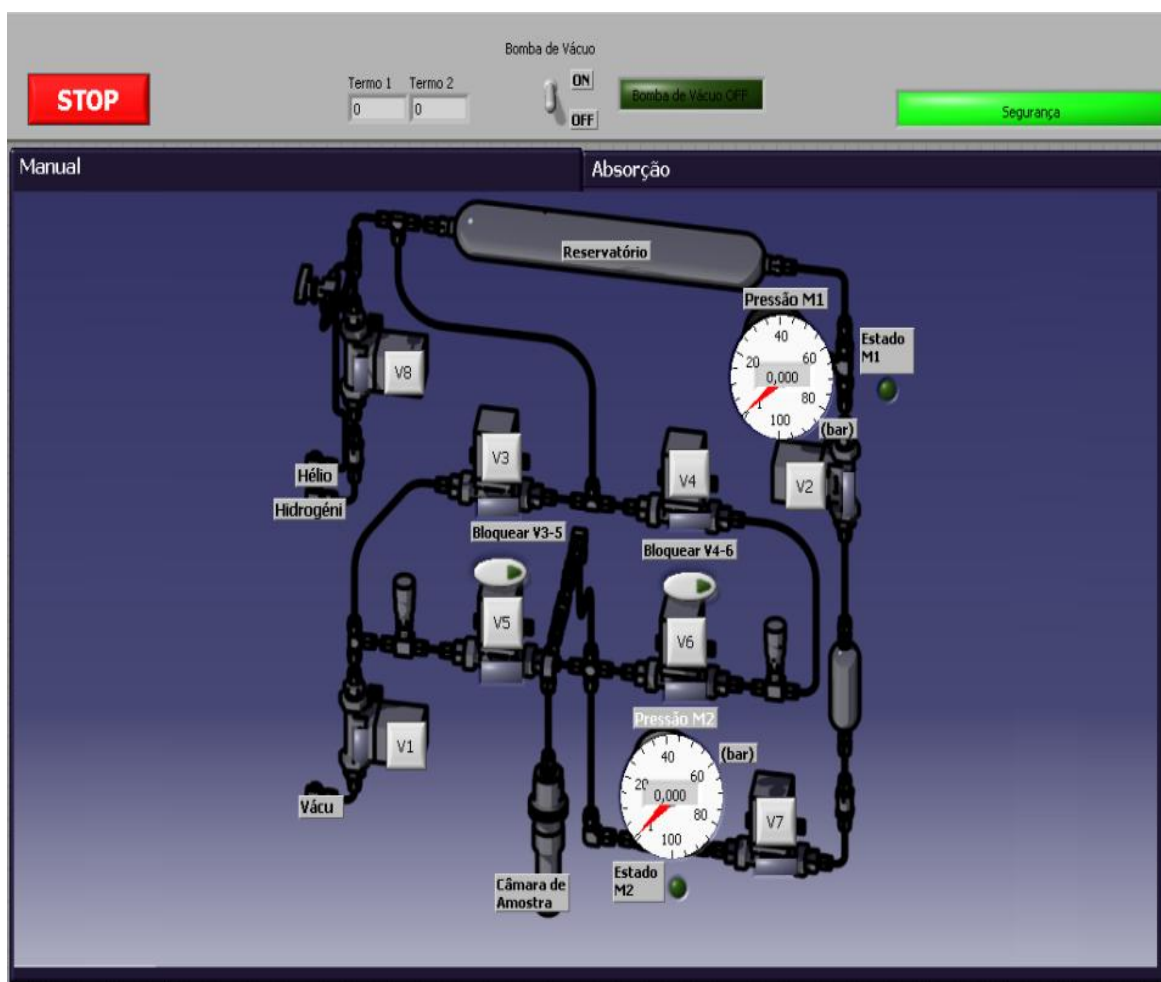 Bomba de Vácuo
STOP
Termo 1
Termo 2
0
0
ON
OFF
Bomba de Vácuo OFF
Segurança
Manual
Absorção
Reservatório
Pressão M1
20
40
60
80
100
0,000
(bar)
Estado
M1
V8
V3
V4
V2
Hélio
Hidrogéni
Bloquear V3-5
Bloquear V4-6
V5
V6
V1
Vácu
Pressão M2
(bar)
20
40
60
80
100
0,000
V7
Câmara de
Amostra
Estado
M2